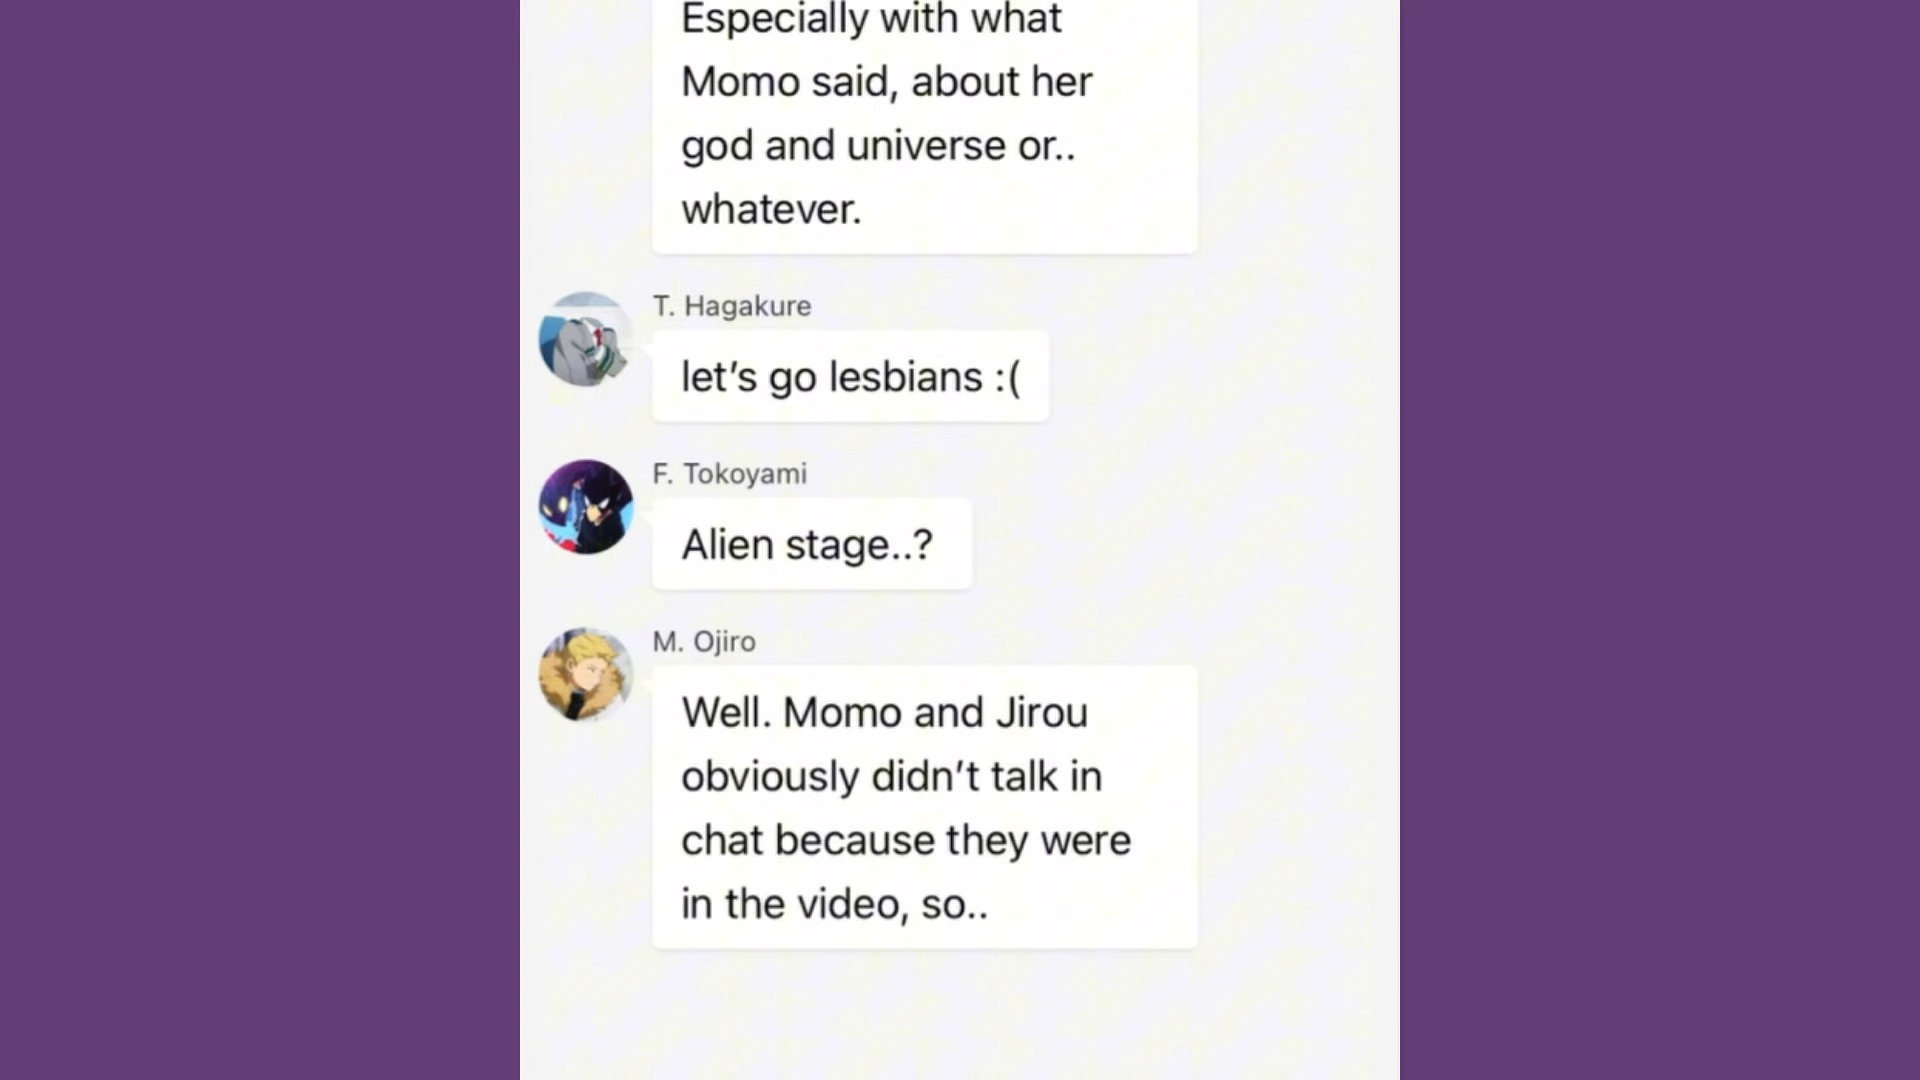 Especially with what
Momo said, about her
god and universe or..
whatever.
T. Hagakure
let’s go lesbians :(
F. Tokoyami
Alien stage..?
M. Ojiro
Well. Momo and Jirou
obviously didn’t talk in
chat because they were
in the video, so..